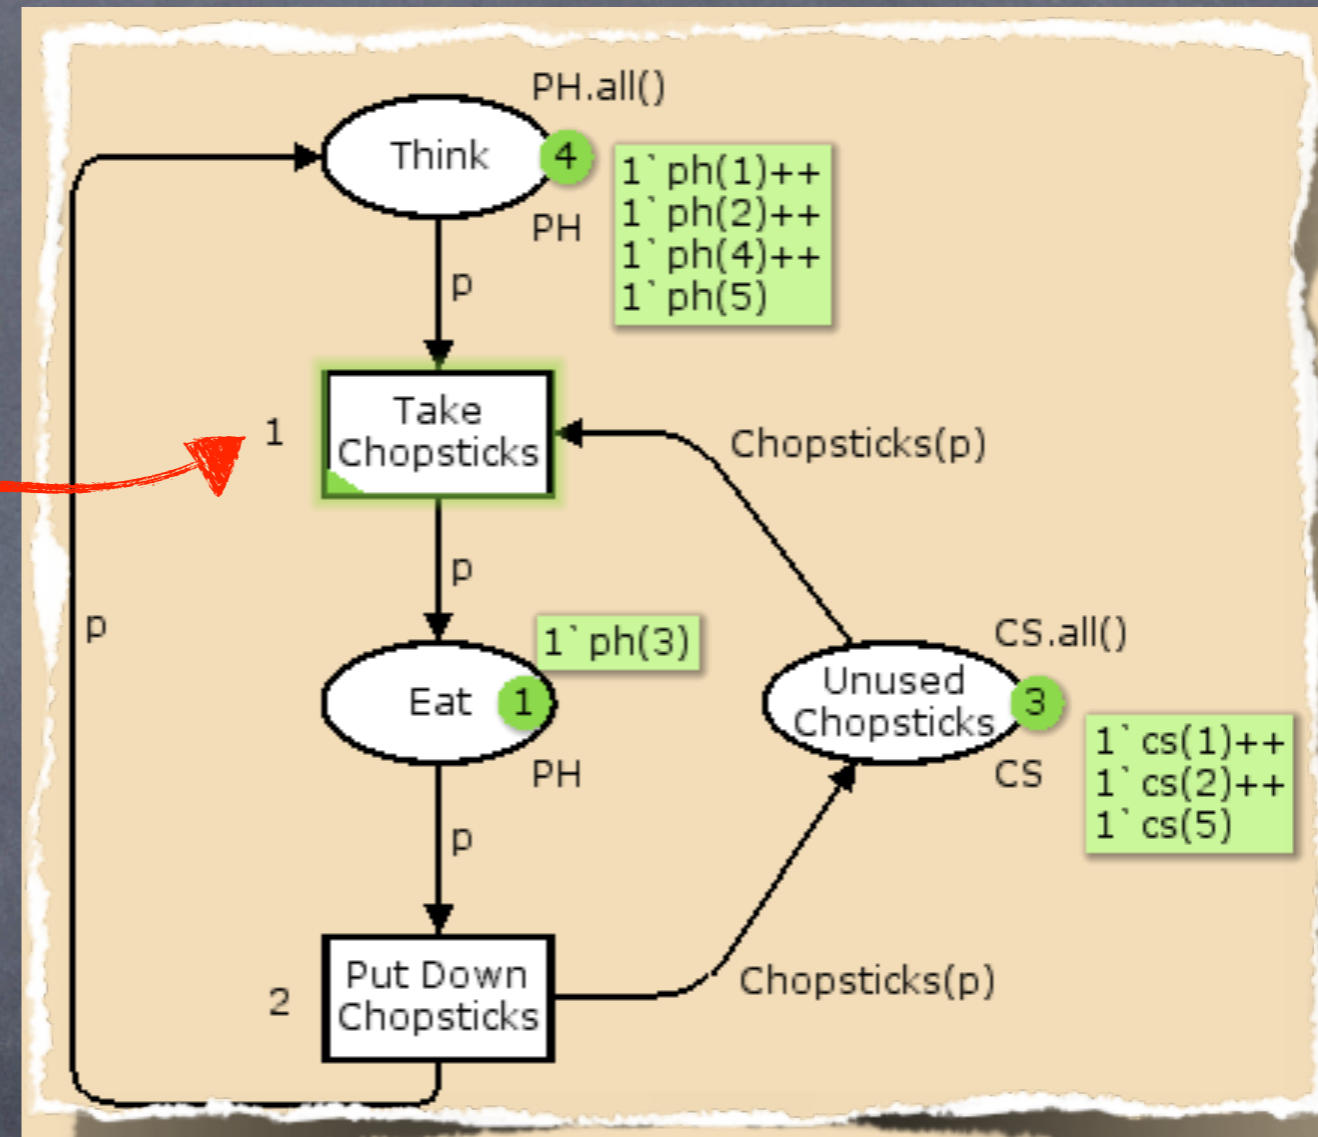 PH.all()
Think
4
1`ph(1)++
1`ph(2)++
1`ph(4)++
1`ph(5)
PH
p
1
Take
Chopsticks
Chopsticks(p)
p
p
1`ph(3)
Eat
1
PH
CS.all()
Unused
Chopsticks
3
CS
1`cs(1)++
1`cs(2)++
1`cs(5)
p
2
Put Down
Chopsticks
Chopsticks(p)